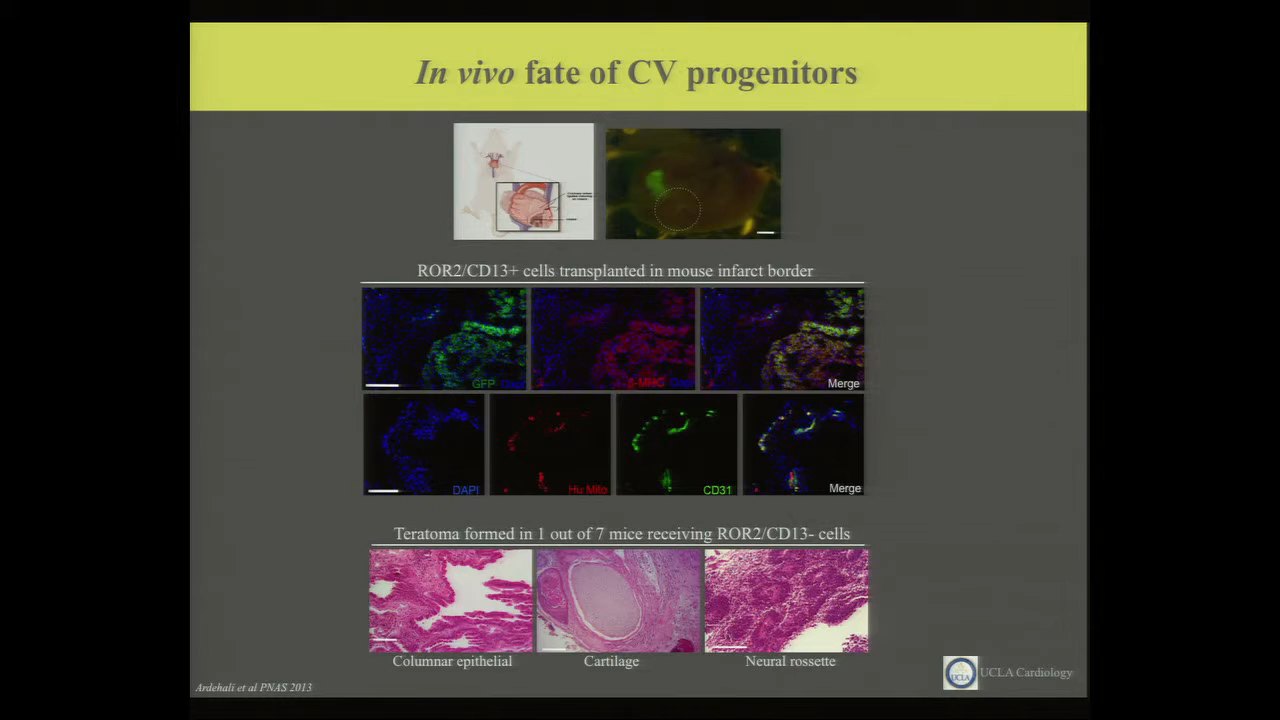 In vivo fate of CV progenitors
ROR2/CD13+ cells transplanted in mouse infarct border
GFP
β-MHC
Merge
DAPI
Hu Mito
CD31
Merge
Teratoma formed in 1 out of 7 mice receiving ROR2/CD13- cells
Columnar epithelial
Cartilage
Neural rossette
Ardehali et al PNAS 2013
UCLA
UCLA Cardiology